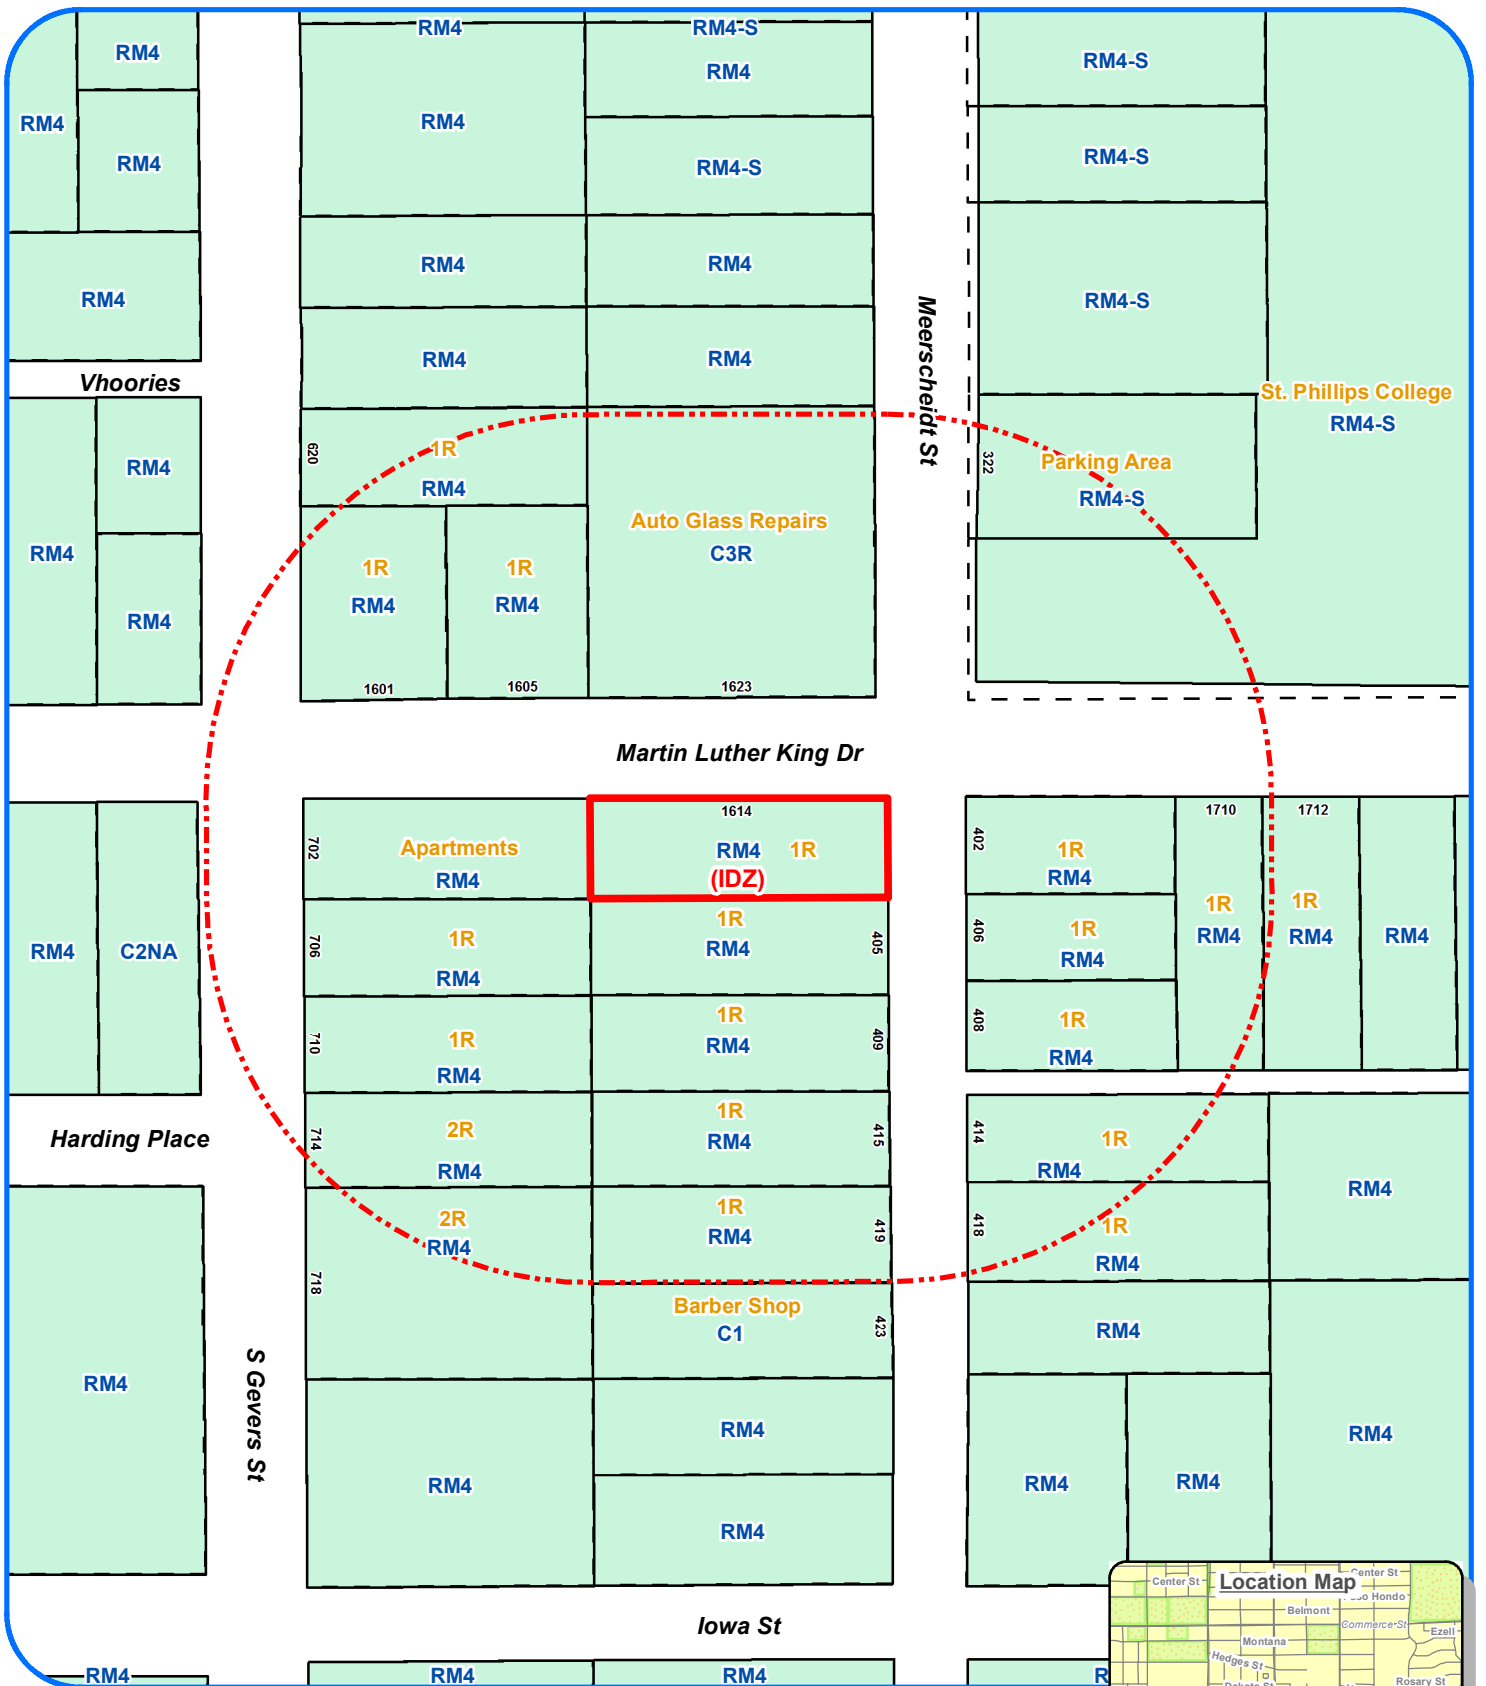 RM4
RM4-S
RM4
RM4
RM4-S
RM4
RM4
RM4
RM4-S
RM4-S
RM4
RM4
RM4
RM4-S
RM4
RM4
Vhoories
Meerscheidt St
St. Phillips College
RM4-S
620
1R
RM4
322
Parking Area
RM4-S
RM4
RM4
RM4
Auto Glass Repairs
C3R
1R
RM4
1R
RM4
1601
1605
1623
Martin Luther King Dr
702
Apartments
RM4
1614
RM4 1R
(IDZ)
402
1R
RM4
1710
1R
RM4
1712
1R
RM4
RM4
RM4
C2NA
706
1R
RM4
1R
RM4
405
406
1R
RM4
710
1R
RM4
1R
RM4
409
408
1R
RM4
Harding Place
714
2R
RM4
1R
RM4
415
414
1R
RM4
RM4
718
2R
RM4
1R
RM4
419
418
1R
RM4
Barber Shop
C1
423
RM4
S Gevers St
RM4
RM4
RM4
RM4
RM4
RM4
RM4
RM4
Iowa St
RM4
RM4
RM4
R
Location Map
Center St
Center St
Hondo
Belmont
Commerce St
Ezell
Montana
Hedges St
Rosary St